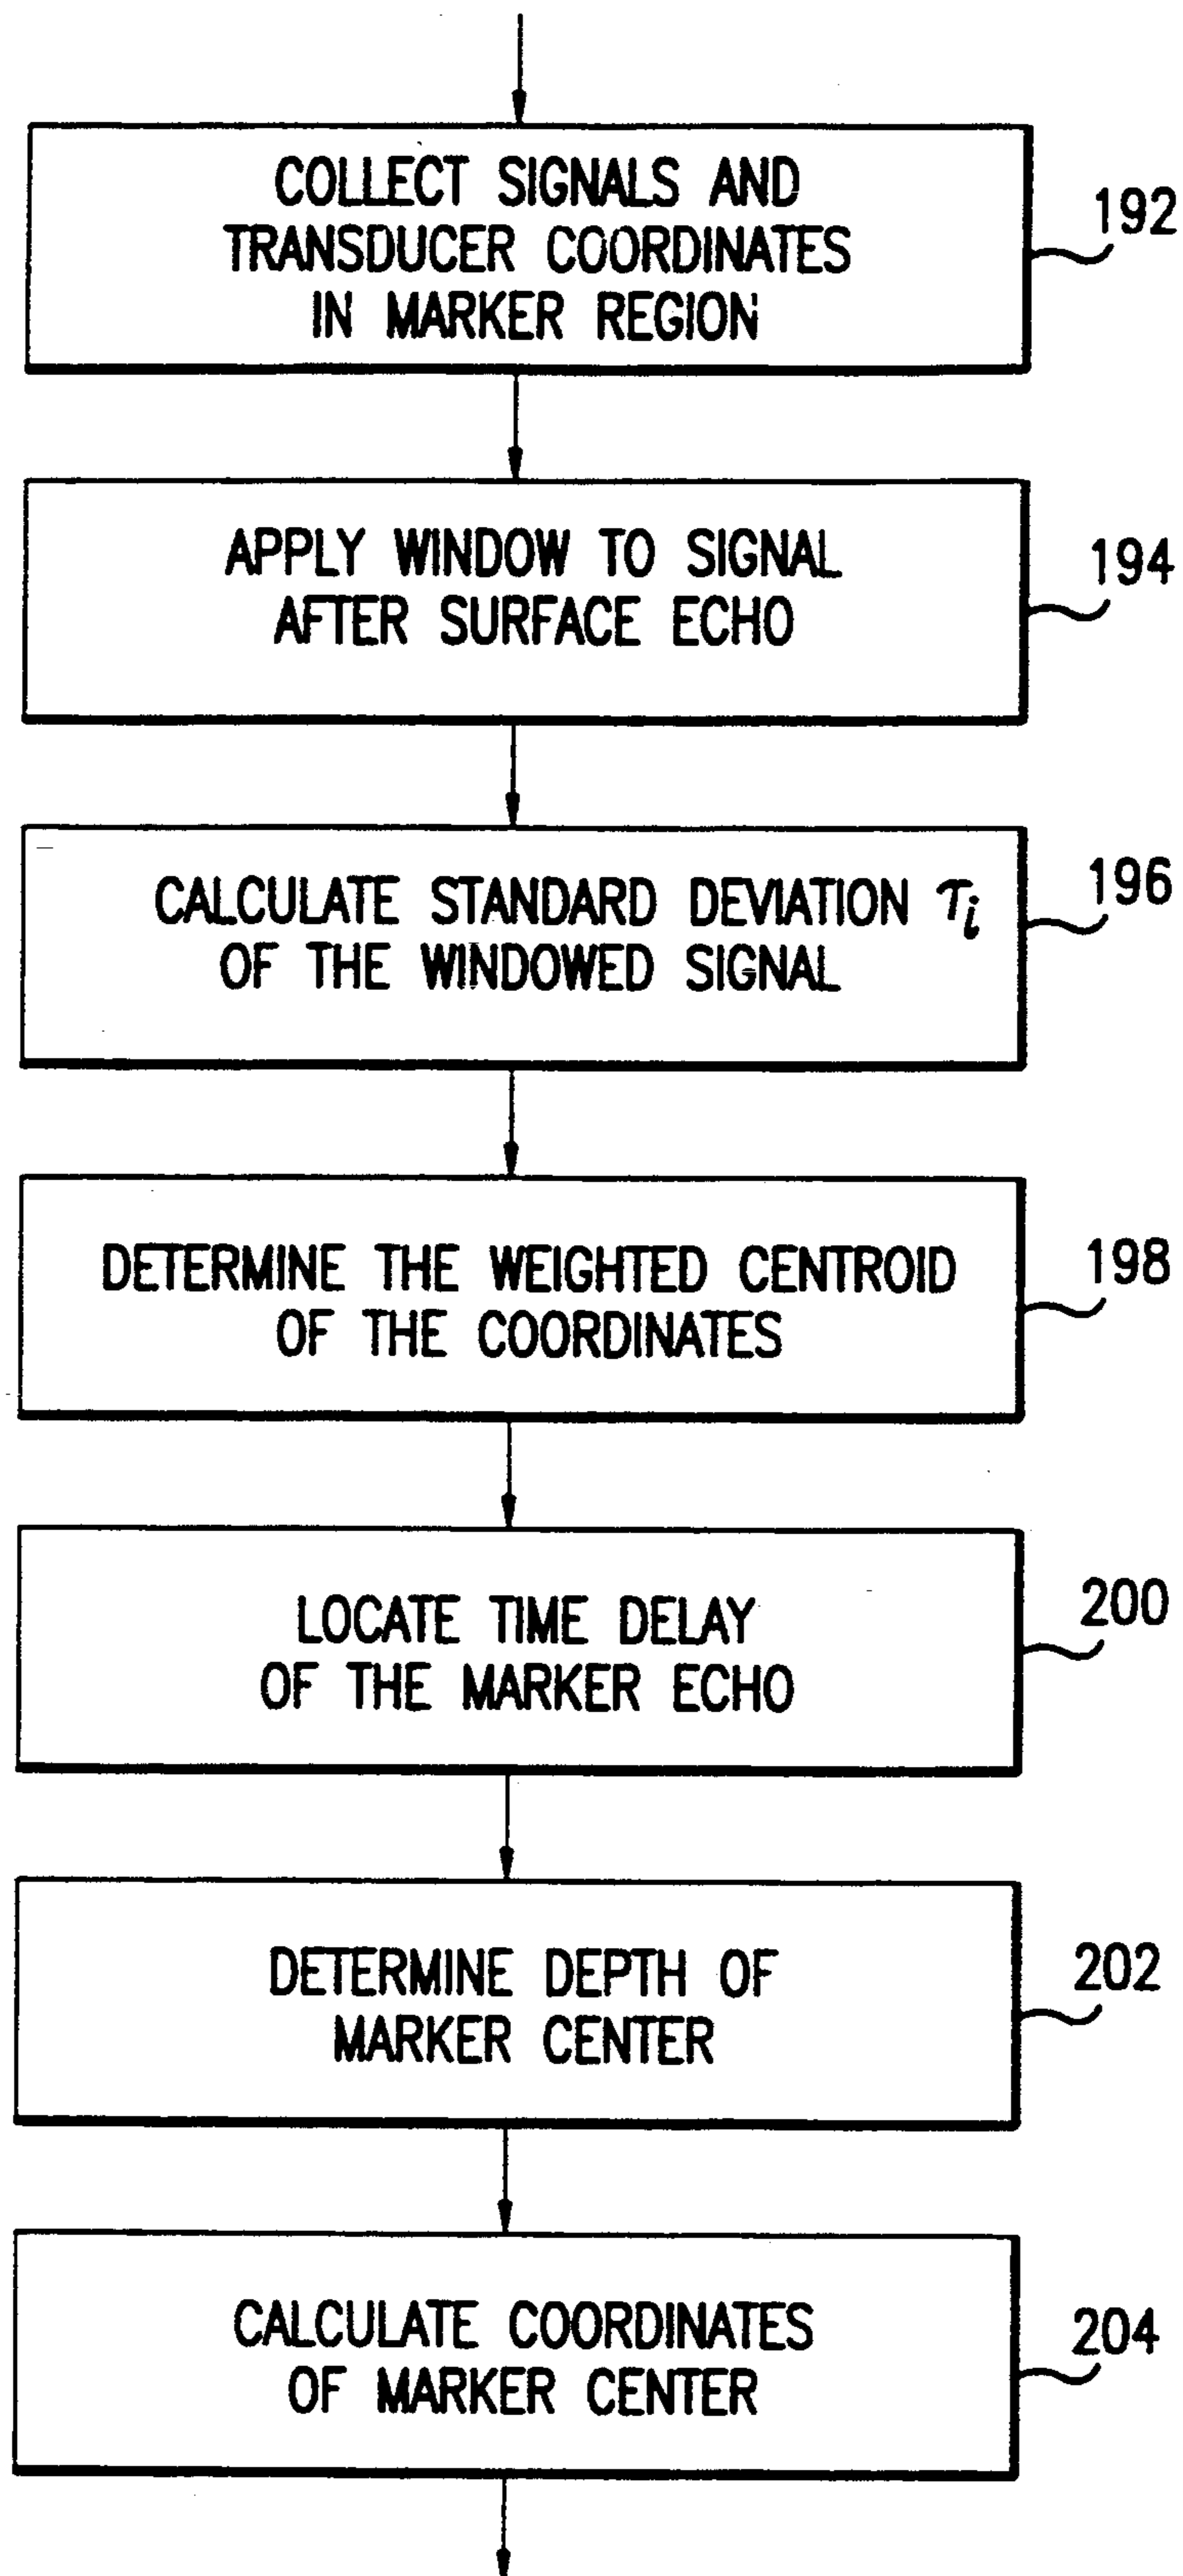 COLLECT SIGNALS AND
TRANSDUCER COORDINATES
IN MARKER REGION
192
APPLY WINDOW TO SIGNAL
AFTER SURFACE ECHO
194
CALCULATE STANDARD DEVIATION τi
OF THE WINDOWED SIGNAL
196
DETERMINE THE WEIGHTED CENTROID
OF THE COORDINATES
198
LOCATE TIME DELAY
OF THE MARKER ECHO
200
DETERMINE DEPTH OF
MARKER CENTER
202
CALCULATE COORDINATES
OF MARKER CENTER
204